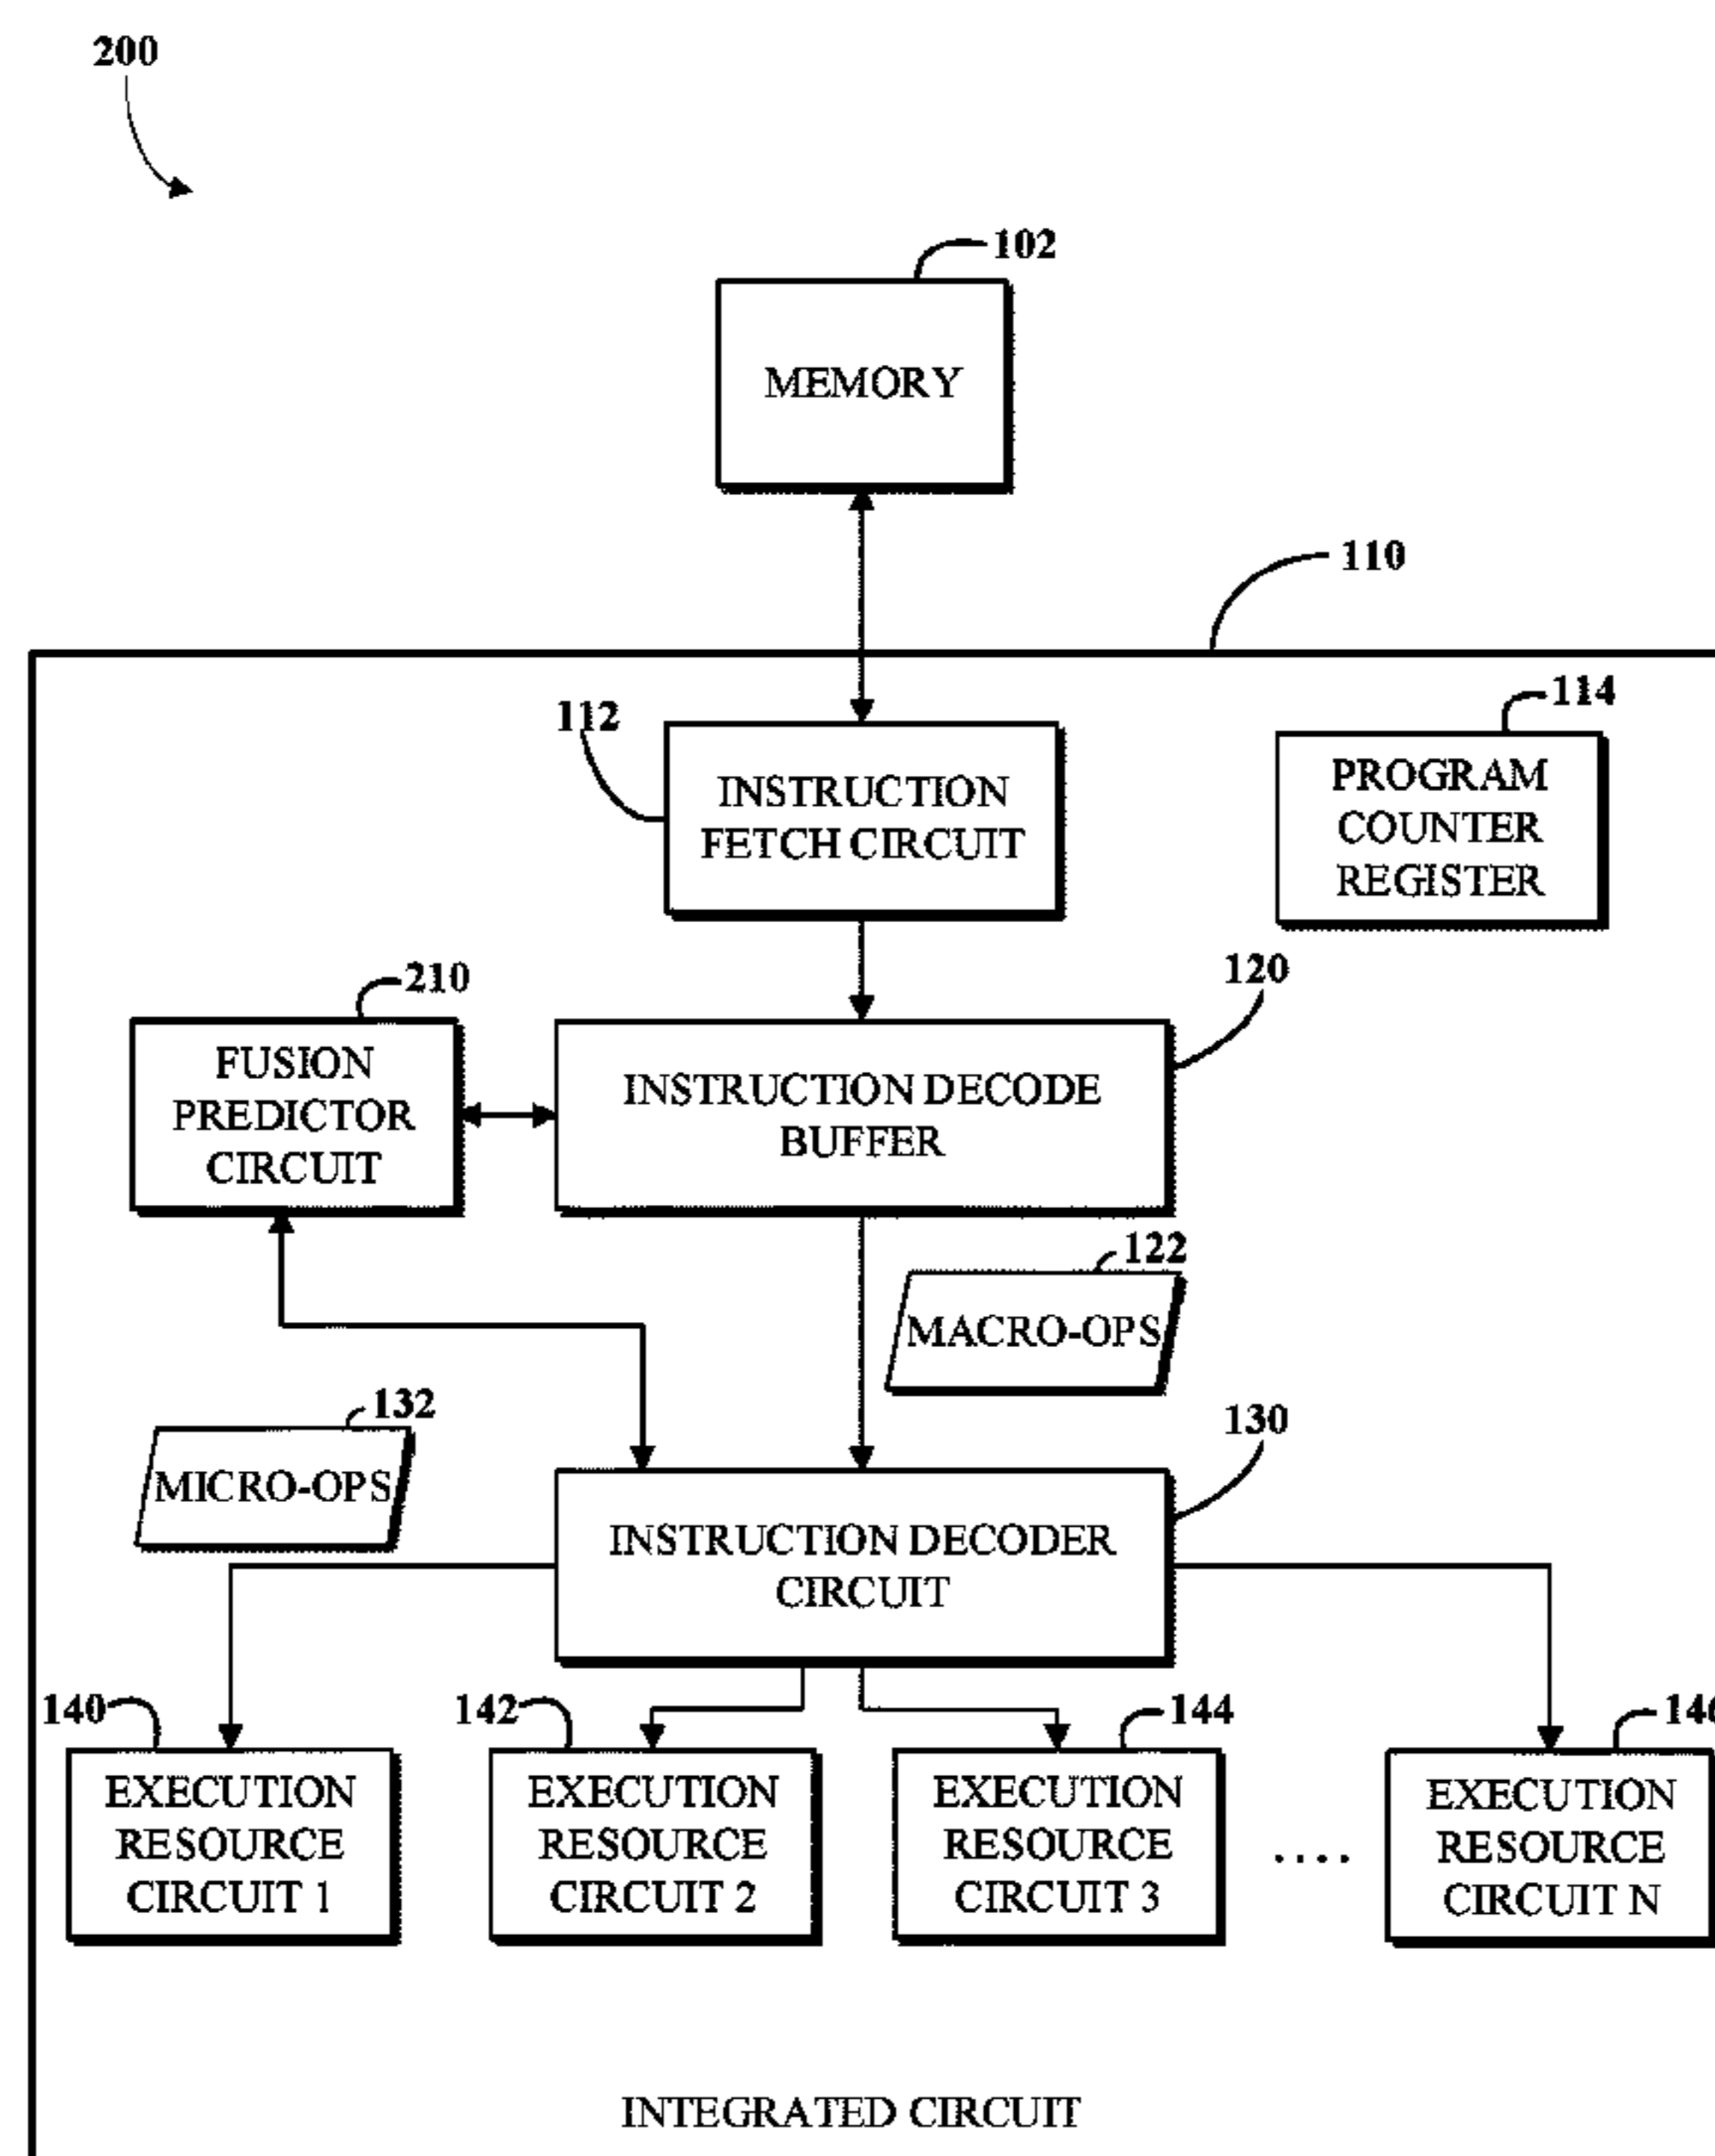 200
102
MEMORY
110
112
INSTRUCTION
FETCH CIRCUIT
114
PROGRAM
COUNTER
REGISTER
210
FUSION
PREDICTOR
CIRCUIT
120
INSTRUCTION DECODE
BUFFER
122
MACRO-OPS
132
MICRO-OPS
130
INSTRUCTION DECODER
CIRCUIT
140
EXECUTION
RESOURCE
CIRCUIT 1
142
EXECUTION
RESOURCE
CIRCUIT 2
144
EXECUTION
RESOURCE
CIRCUIT 3
....
EXECUTION
RESOURCE
CIRCUIT N
INTEGRATED CIRCUIT